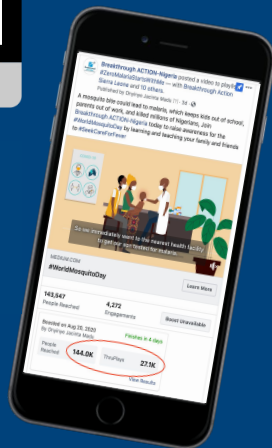 Breakthrough ACTION-Nigeria posted a video to playlist
#ZeroMalariaStartsWithMe — with Breakthrough Action
Sierra Leone and 10 others.
Published by Onyinye Jacinta Medu
A mosquito bite could lead to malaria, which keeps kids out of school,
parents out of work, and killed millions of Nigerians. Join
Breakthrough ACTION-Nigeria today to raise awareness for the
#WorldMosquitoDay by learning and teaching your family and friends
to #SeekCareForFever
So we immediately went to the nearest health facility
to get our son tested for malaria.
MEDIUM.COM
#WorldMosquitoDay
Learn More
143,647
People Reached
4,272
Engagements
Boost Unavailable
Boosted on Aug 20, 2020
By Onyinye Jacinta Medu
Finishes in 4 days
People
Reached
144.0K
ThruPlays
27.1K
View Results